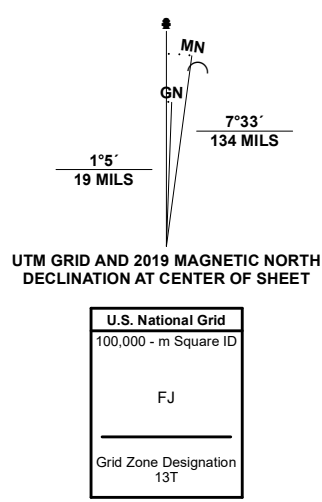 MN
GN
7°33´
134 MILS
1°5´
19 MILS
UTM GRID AND 2019 MAGNETIC NORTH
DECLINATION AT CENTER OF SHEET
U.S. National Grid
100,000 - m Square ID
FJ
Grid Zone Designation
13T